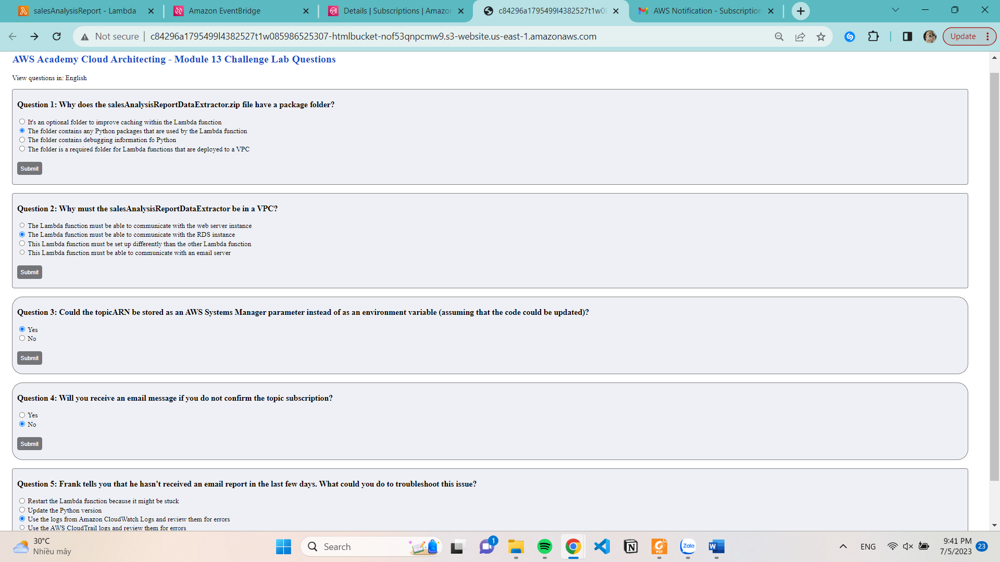 salesAnalysisReport - Lambda
Amazon EventBridge
Details | Subscriptions | Amazon
c84296a1795499l4382527t1w08
AWS Notification - Subscription
Not secure
c84296a1795499l4382527t1w085986525307-htmlbucket-nof53qnpcmw9.s3-website.us-east-1.amazonaws.com
Update
AWS Academy Cloud Architecting - Module 13 Challenge Lab Questions
View questions in: English
Question 1: Why does the salesAnalysisReportDataExtractor.zip file have a package folder?
It's an optional folder to improve caching within the Lambda function
The folder contains any Python packages that are used by the Lambda function
The folder contains debugging information fo Python
The folder is a required folder for Lambda functions that are deployed to a VPC
Submit
Question 2: Why must the salesAnalysisReportDataExtractor be in a VPC?
The Lambda function must be able to communicate with the web server instance
The Lambda function must be able to communicate with the RDS instance
This Lambda function must be set up differently than the other Lambda function
This Lambda function must be able to communicate with an email server
Submit
Question 3: Could the topicARN be stored as an AWS Systems Manager parameter instead of as an environment variable (assuming that the code could be updated)?
Yes
No
Submit
Question 4: Will you receive an email message if you do not confirm the topic subscription?
Yes
No
Submit
Question 5: Frank tells you that he hasn't received an email report in the last few days. What could you do to troubleshoot this issue?
Restart the Lambda function because it might be stuck
Update the Python version
Use the logs from Amazon CloudWatch Logs and review them for errors
Use the AWS CloudTrail logs and review them for errors
30°C
Nhiều mây
Search
1
PDF
Zalo
ENG
9:41 PM
7/5/2023
23